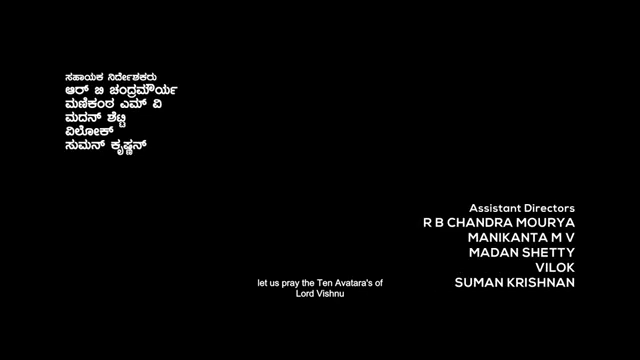 ಸಹಾಯಕ ನಿರ್ದೇಶಕರು
ಆರ್ ಬಿ ಚಂದ್ರಮೌರ್ಯ
ಮಣಿಕಂಠ ಎಮ್ ವಿ
ಮದನ್ ಶೆಟ್ಟಿ
ವಿಲೋಕ್
ಸುಮನ್ ಕೃಷ್ಣನ್
Assistant Directors
R B CHANDRA MOURYA
MANIKANTA M V
MADAN SHETTY
VILOK
SUMAN KRISHNAN
let us pray the Ten Avatara's of
Lord Vishnu